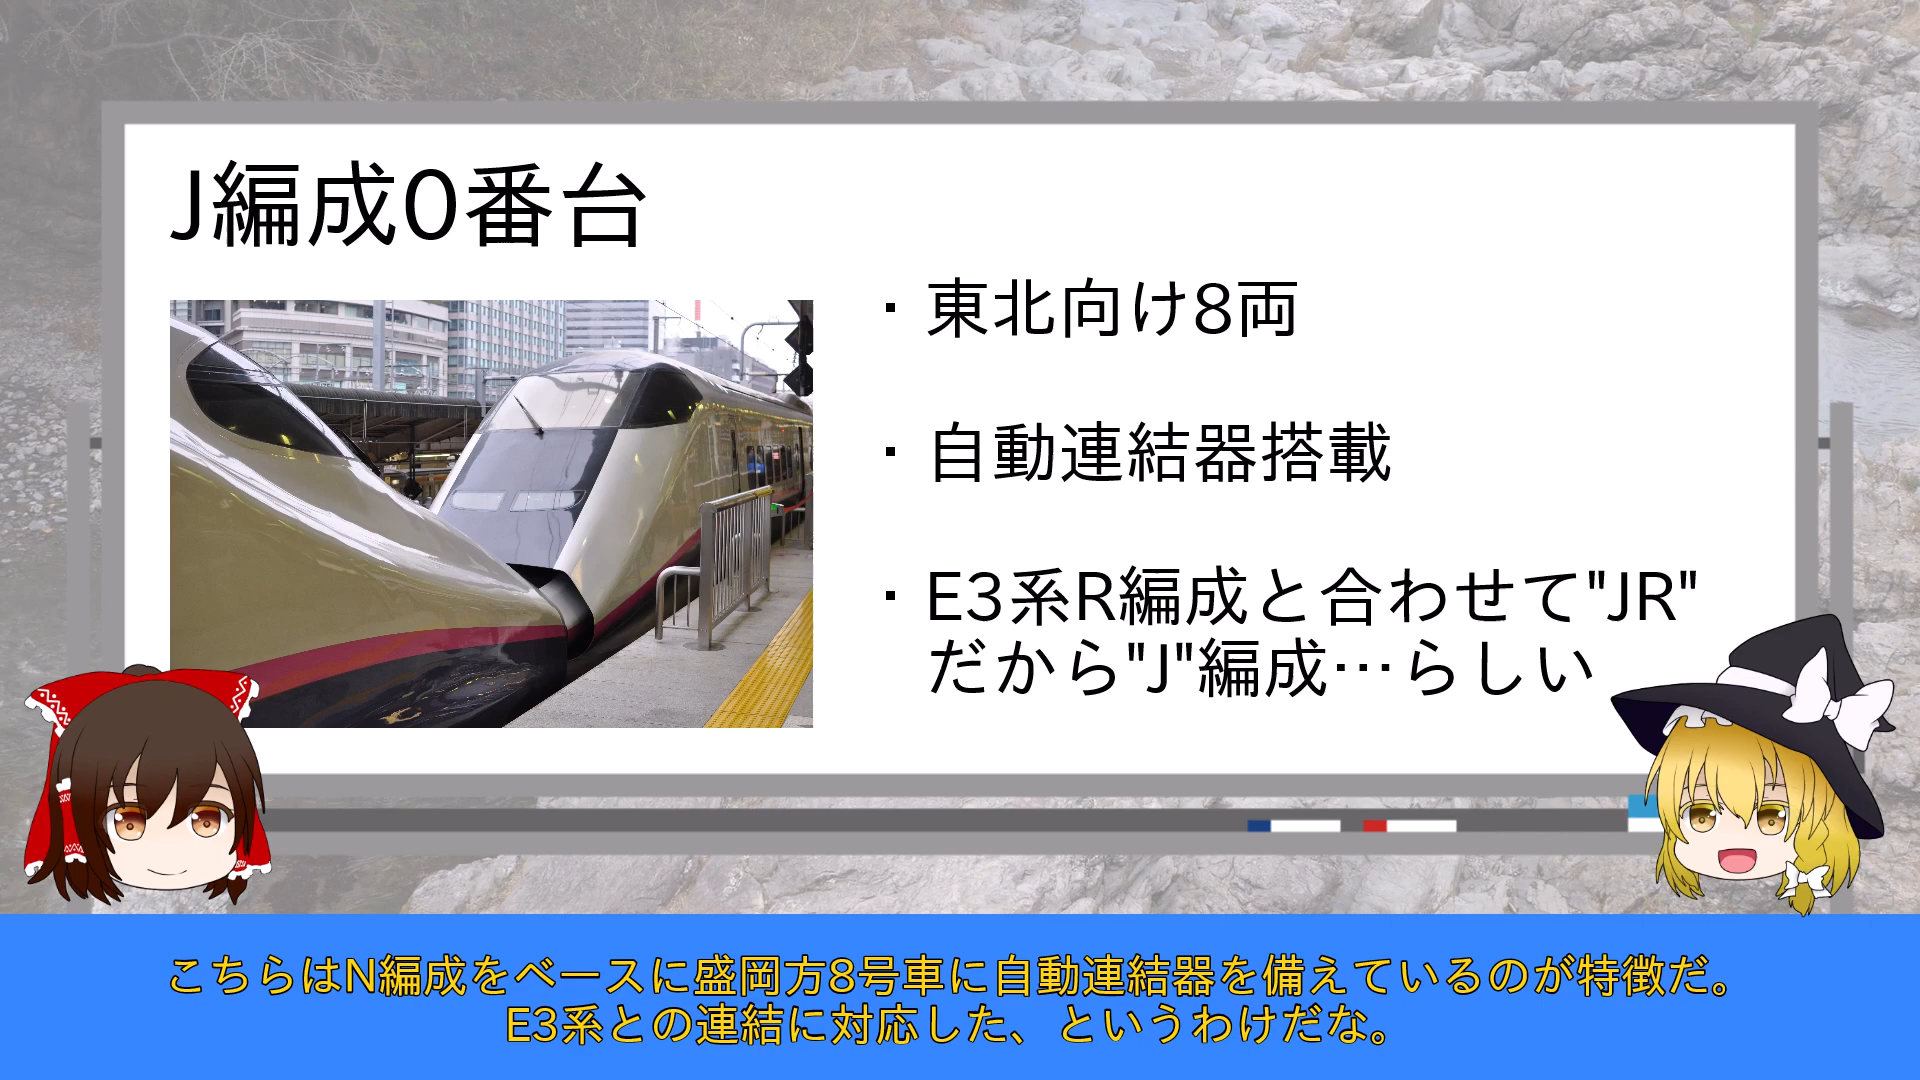 J編成0番台
・東北向け8両
・自動連結器搭載
・E3系R編成と合わせて"JR"
だから"J"編成…らしい
こちらはN編成をベースに盛岡方8号車に自動連結器を備えているのが特徴だ。
E3系との連結に対応した、というわけだな。